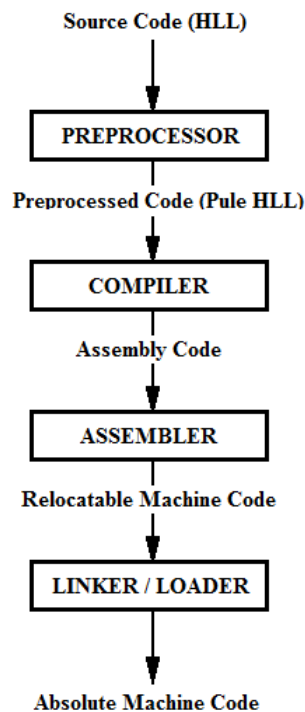 Source Code (HLL)
PREPROCESSOR
Preprocessed Code (Pule HLL)
COMPILER
Assembly Code
ASSEMBLER
Relocatable Machine Code
LINKER / LOADER
Absolute Machine Code